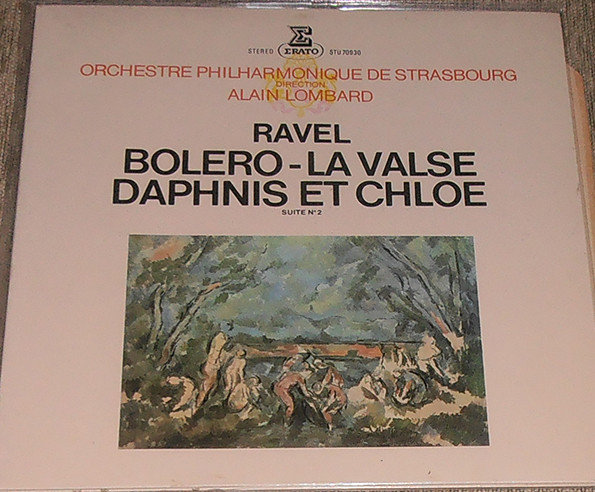 STEREO ERATO STU 70930
ORCHESTRE PHILHARMONIQUE DE STRASBOURG
DIRECTION
ALAIN LOMBARD
RAVEL
BOLERO - LA VALSE
DAPHNIS ET CHLOE
SUITE N° 2